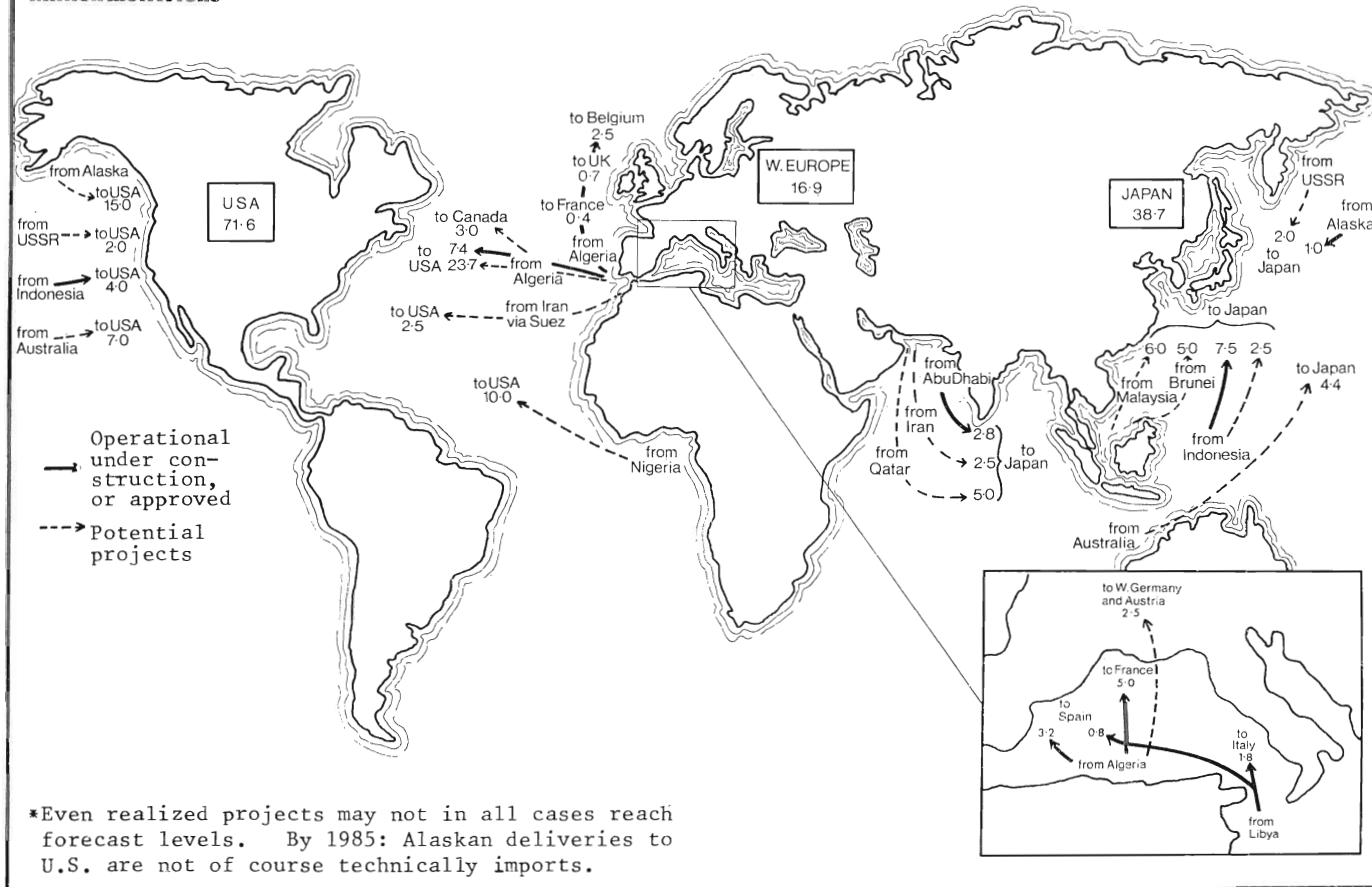 from Alaska
to USA
15·0
from
USSR
to USA
2·0
from
Indonesia
to USA
4·0
from
Australia
to USA
7·0
USA
71·6
to Belgium
2·5
to UK
0·7
to France
0·4
from
Algeria
to Canada
3·0
7·4
to
USA 23·7
from
Algeria
to USA
2·5
from Iran
via Suez
to USA
10·0
from
Nigeria
W. EUROPE
16·9
JAPAN
38·7
from
USSR
2·0
to
Japan
from
Alaska
1·0
to Japan
6·0 5·0 7·5 2·5
from
Malaysia
from
Brunei
from
Indonesia
to Japan
4·4
from
Australia
from
AbuDhabi
from
Iran
from
Qatar
2·8
2·5
5·0
to
Japan
Operational
under con-
struction,
or approved
Potential
projects
to W. Germany
and Austria
2·5
to France
5·0
to
Spain
3·2
0·8
from Algeria
to
Italy
1·8
from
Libya
*Even realized projects may not in all cases reach
forecast levels. By 1985: Alaskan deliveries to
U.S. are not of course technically imports.